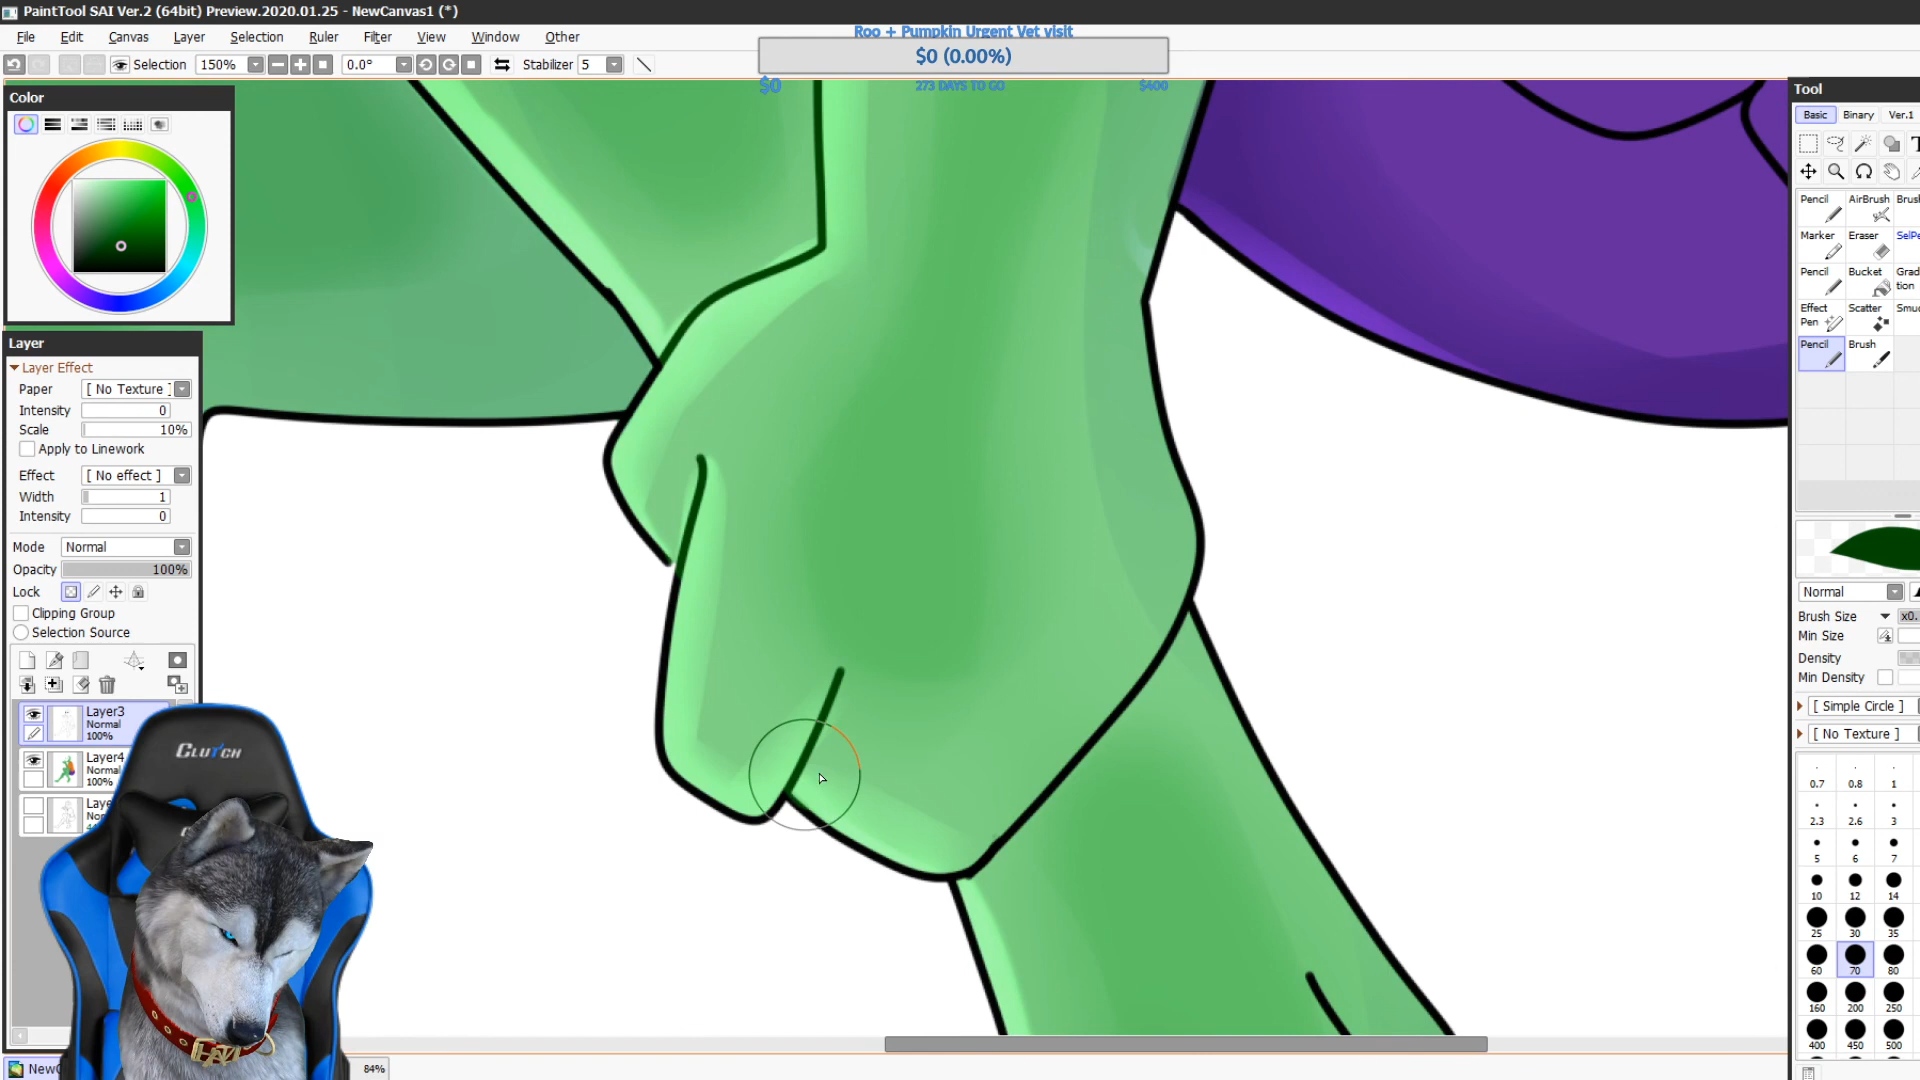 PaintTool SAI Ver.2 (64bit) Preview.2020.01.25 - NewCanvas1 (*)
File Edit Canvas Layer Selection Ruler Filter View Window Other
Roo + Pumpkin Urgent Vet visit
$0 (0.00%)
$0 273 DAYS TO GO $400
Selection 150% 0.0° Stabilizer 5
Color
Layer
Layer Effect
Paper [ No Texture ]
Intensity 0
Scale 10%
Apply to Linework
Effect [ No effect ]
Width 1
Intensity 0
Mode Normal
Opacity 100%
Lock
Clipping Group
Selection Source
Layer3
Normal
100%
Layer4
Normal
100%
CLUTCH
84%
Tool
Basic Binary Ver.1
Pencil AirBrush
Marker Eraser
Pencil Bucket
Effect Pen Scatter
Pencil Brush
Normal
Brush Size x0.
Min Size
Density
Min Density
[ Simple Circle ]
[ No Texture ]
0.7 0.8 1
2.3 2.6 3
5 6 7
10 12 14
25 30 35
60 70 80
160 200 250
400 450 500